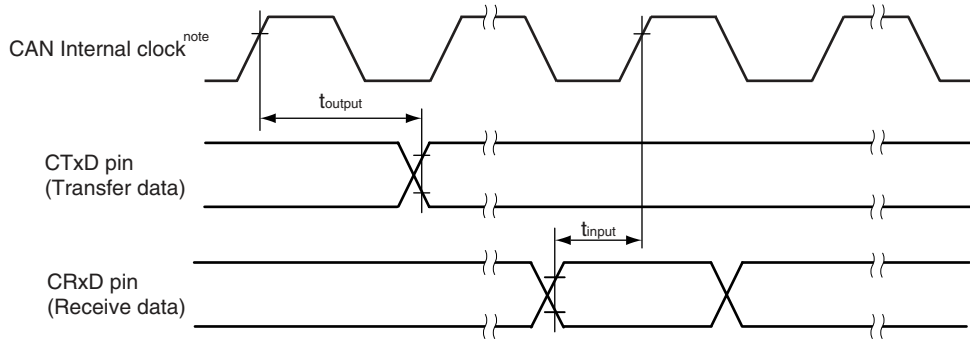 CAN Internal clock note
toutput
CTxD pin
(Transfer data)
tinput
CRxD pin
(Receive data)